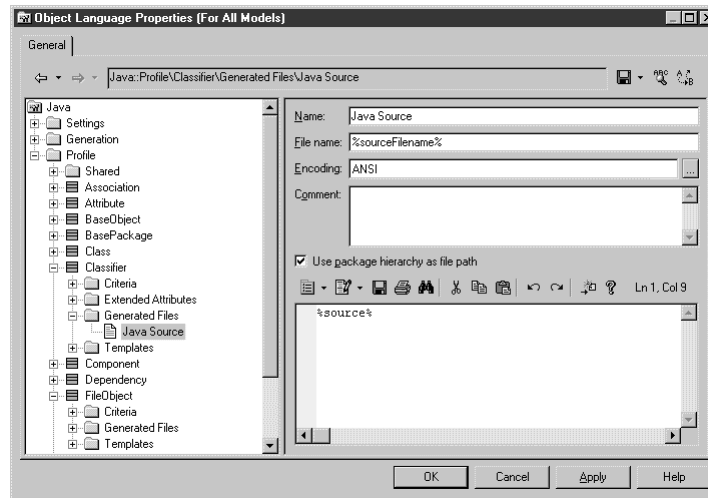 Object Language Properties (For All Models)
General
Java::Profile\Classifier\Generated Files\Java Source
Java
Settings
Generation
Profile
Shared
Association
Attribute
BaseObject
BasePackage
Class
Classifier
Criteria
Extended Attributes
Generated Files
Java Source
Templates
Component
Dependency
FileObject
Criteria
Generated Files
Templates
Name: Java Source
File name: %sourceFilename%
Encoding: ANSI ...
Comment:
Use package hierarchy as file path
Ln 1, Col 9
%source%
OK Cancel Apply Help